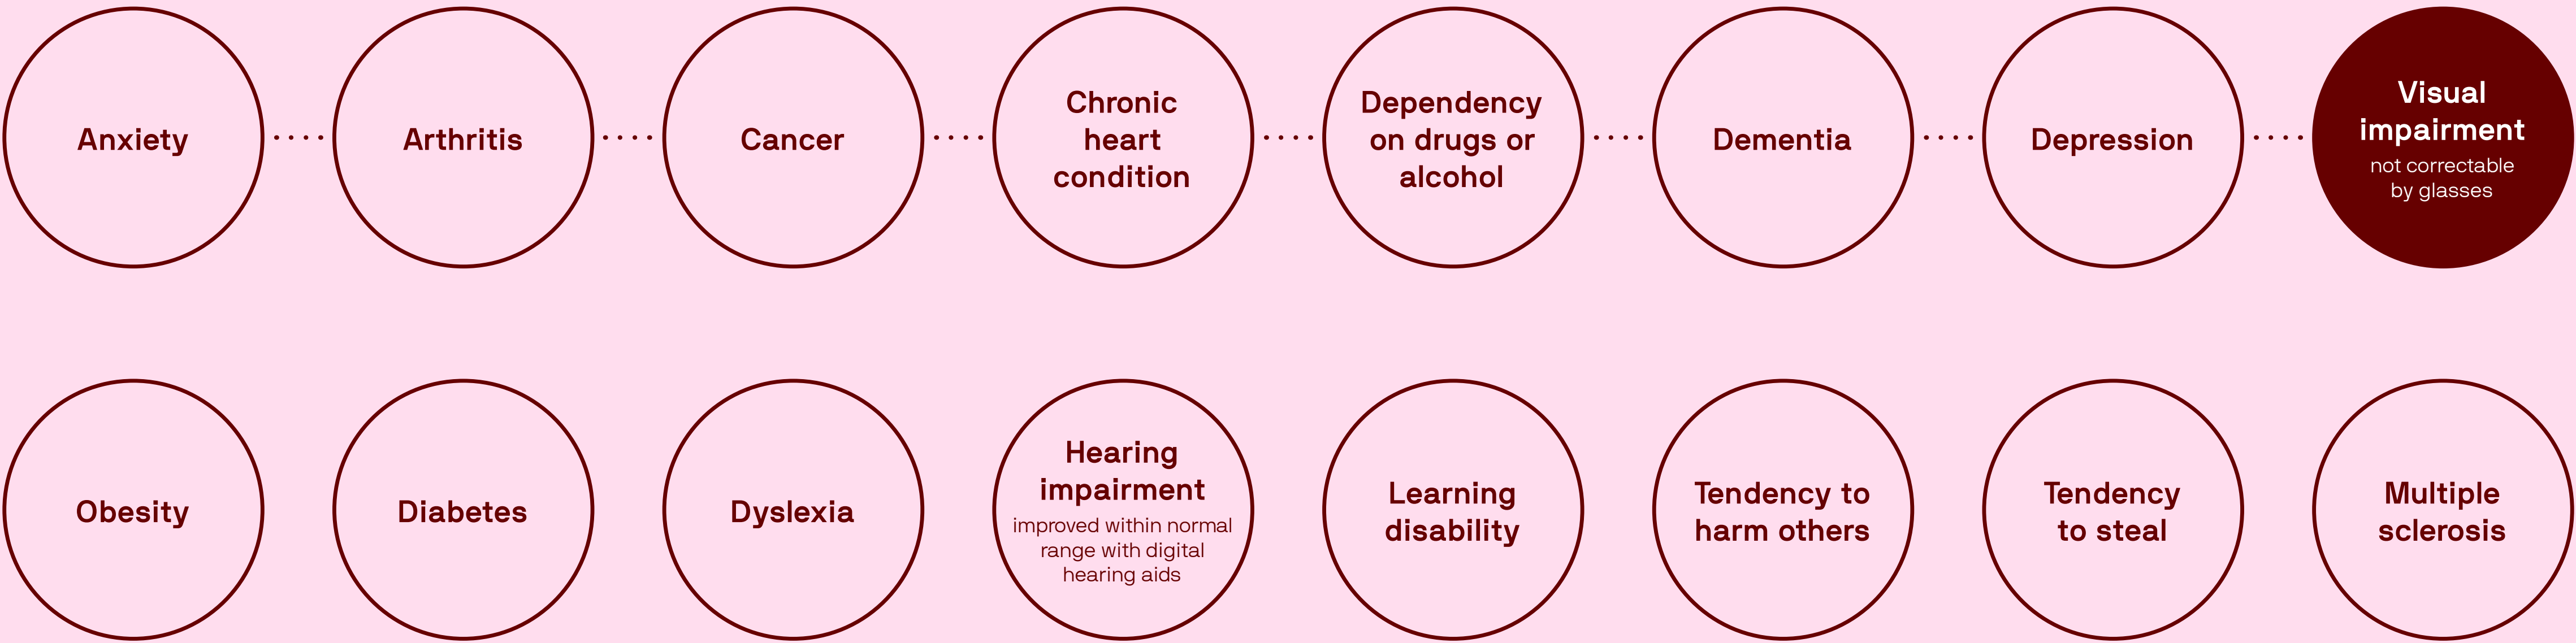 Anxiety
Arthritis
Cancer
Chronic
heart
condition
Dependency
on drugs or
alcohol
Dementia
Depression
Visual
impairment
not correctable
by glasses
Obesity
Diabetes
Dyslexia
Hearing
impairment
improved within normal
range with digital
hearing aids
Learning
disability
Tendency to
harm others
Tendency
to steal
Multiple
sclerosis